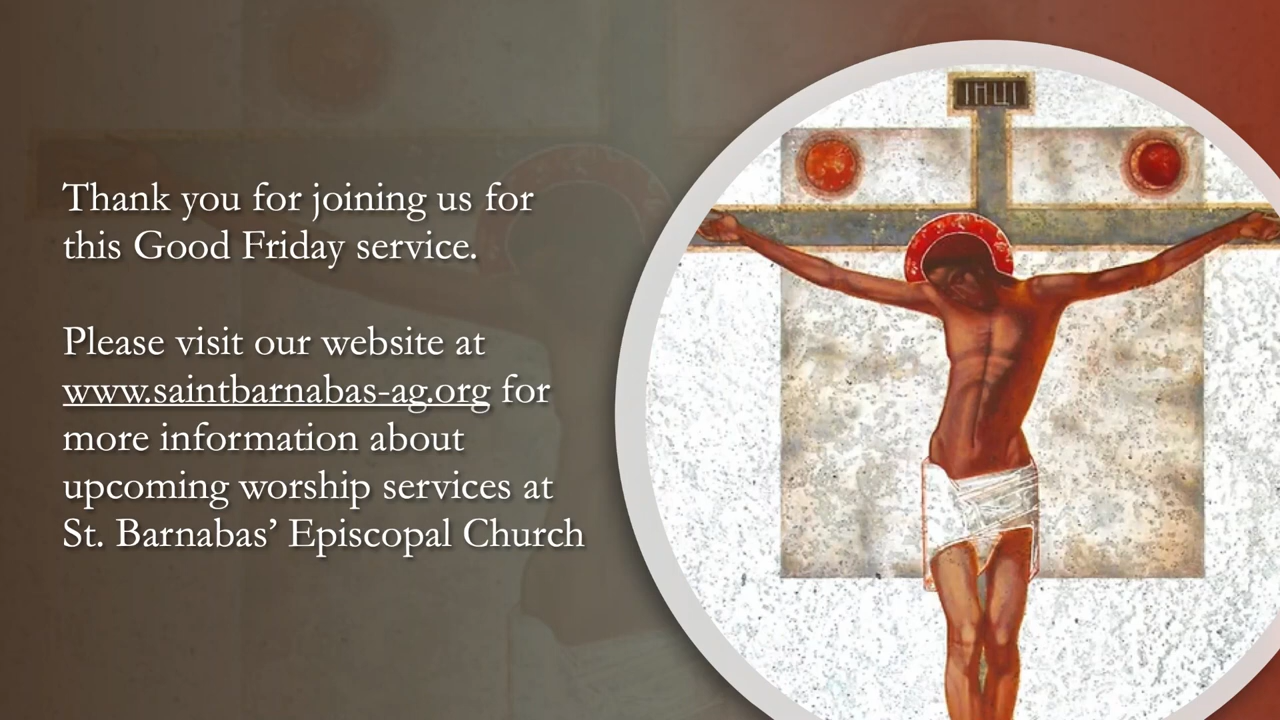 ІНЦІ
Thank you for joining us for
this Good Friday service.
Please visit our website at
www.saintbarnabas-ag.org for
more information about
upcoming worship services at
St. Barnabas’ Episcopal Church